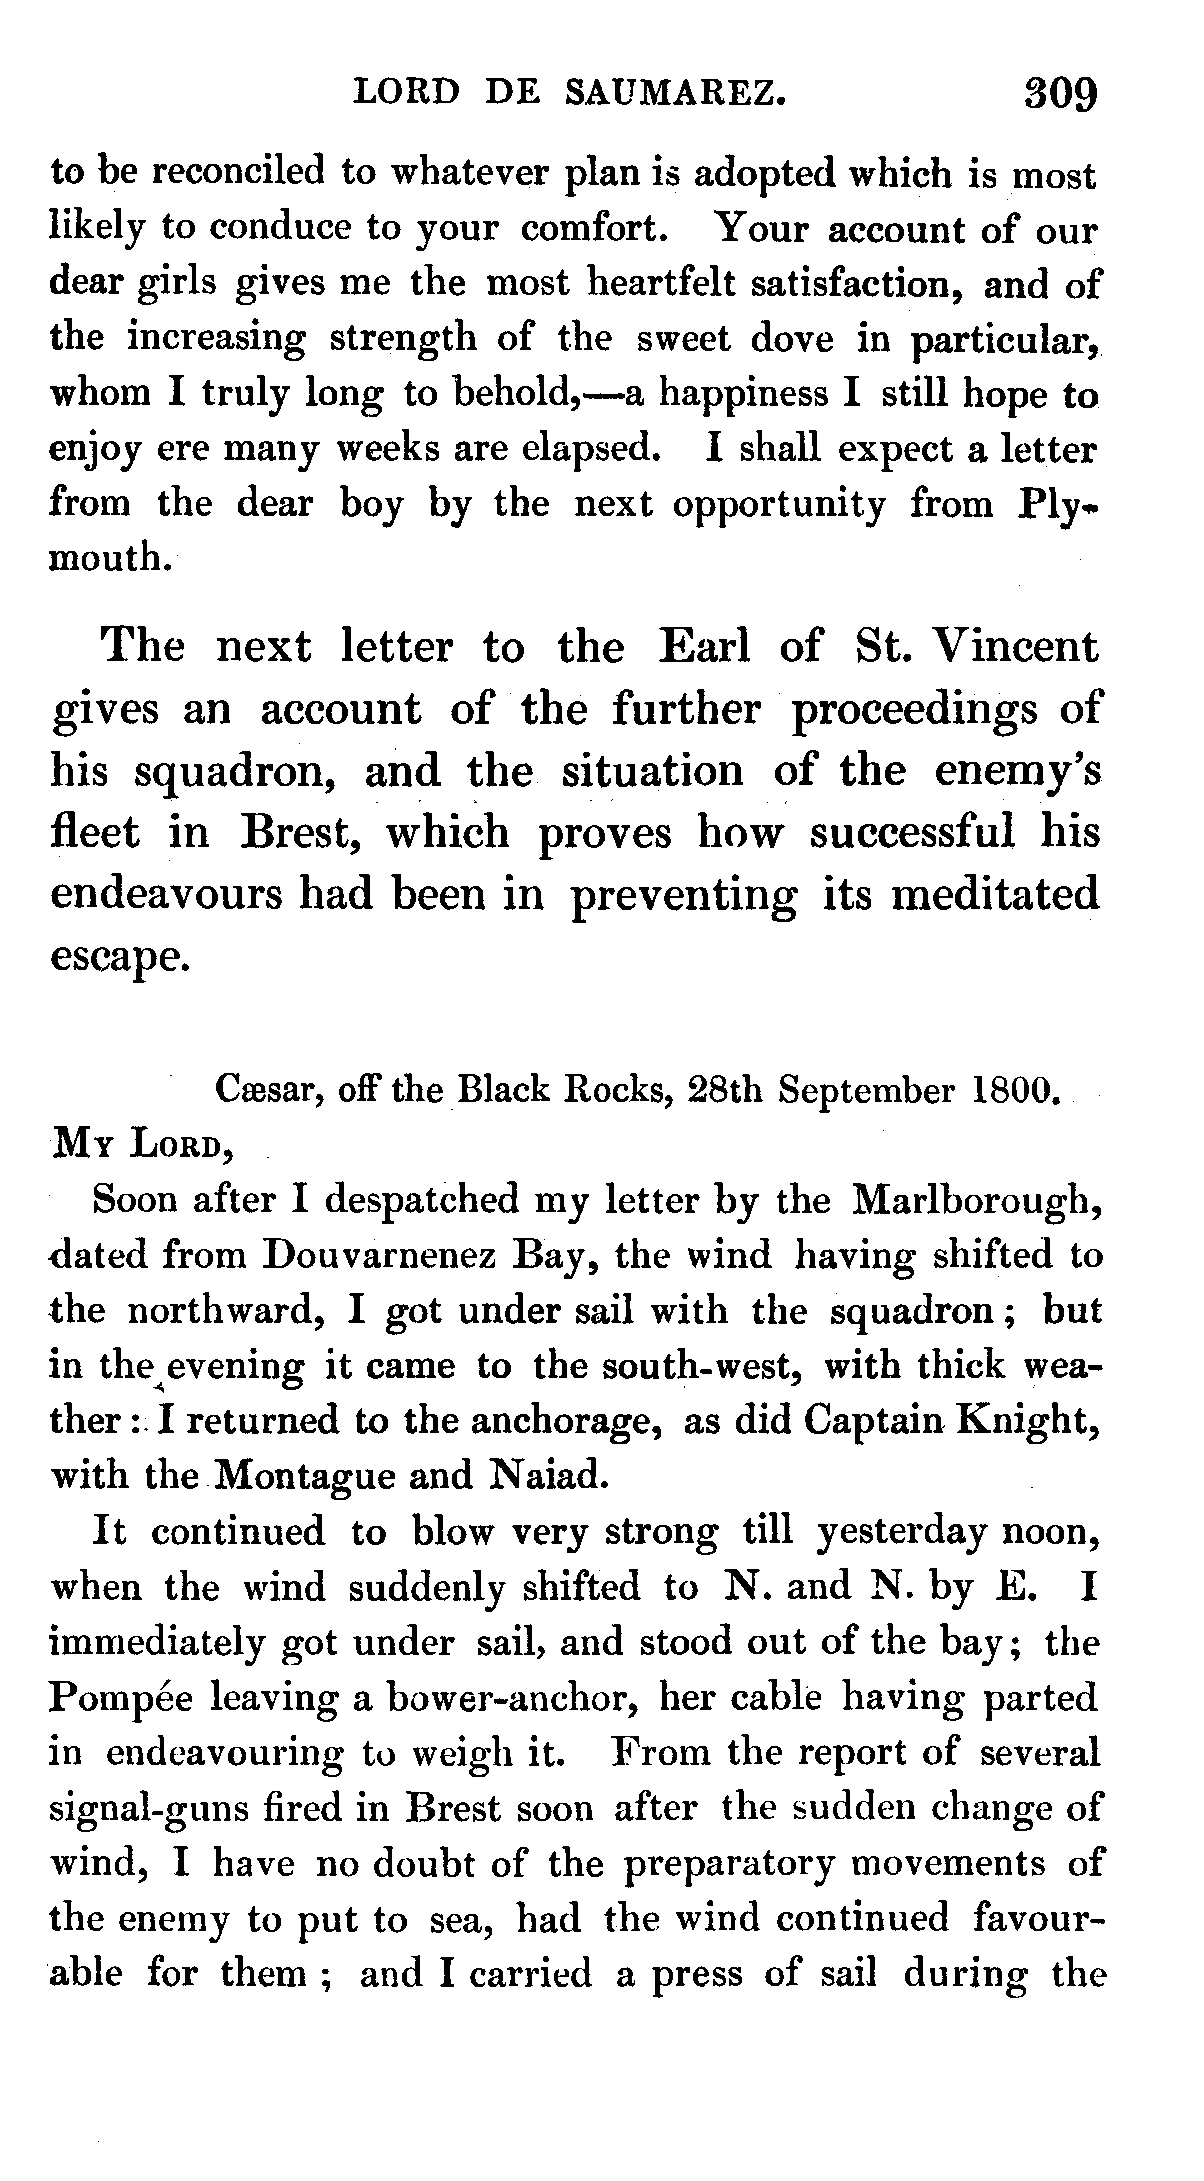 LORD DE SAUMAREZ. 309
to be reconciled to whatever plan is adopted which is most
likely to conduce to your comfort. Your account of our
dear girls gives me the most heartfelt satisfaction, and of
the increasing strength of the sweet dove in particular,
whom I truly long to behold,—a happiness I still hope to
enjoy ere many weeks are elapsed. I shall expect a letter
from the dear boy by the next opportunity from Ply-
mouth.
The next letter to the Earl of St. Vincent
gives an account of the further proceedings of
his squadron, and the situation of the enemy's
fleet in Brest, which proves how successful his
endeavours had been in preventing its meditated
escape.
Cæsar, off the Black Rocks, 28th September 1800.
MY LORD,
Soon after I despatched my letter by the Marlborough,
dated from Douvarnenez Bay, the wind having shifted to
the northward, I got under sail with the squadron; but
in the evening it came to the south-west, with thick wea-
ther: I returned to the anchorage, as did Captain Knight,
with the Montague and Naiad.
It continued to blow very strong till yesterday noon,
when the wind suddenly shifted to N. and N. by E. I
immediately got under sail, and stood out of the bay; the
Pompée leaving a bower-anchor, her cable having parted
in endeavouring to weigh it. From the report of several
signal-guns fired in Brest soon after the sudden change of
wind, I have no doubt of the preparatory movements of
the enemy to put to sea, had the wind continued favour-
able for them; and I carried a press of sail during the